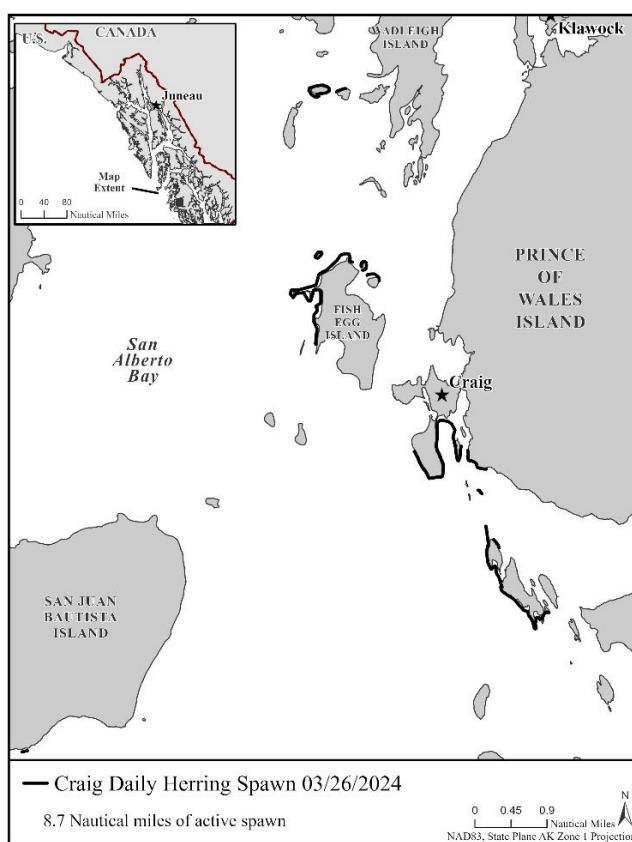 CANADA
U.S.
Juneau
Map
Extent
0 40 80
Nautical Miles
WADLEIGH
ISLAND
Klawock
PRINCE
OF
WALES
ISLAND
FISH
EGG
ISLAND
San
Alberto
Bay
Craig
SAN JUAN
BAUTISTA
ISLAND
Craig Daily Herring Spawn 03/26/2024
8.7 Nautical miles of active spawn
N
0 0.45 0.9
Nautical Miles
NAD83, State Plane AK Zone 1 Projection